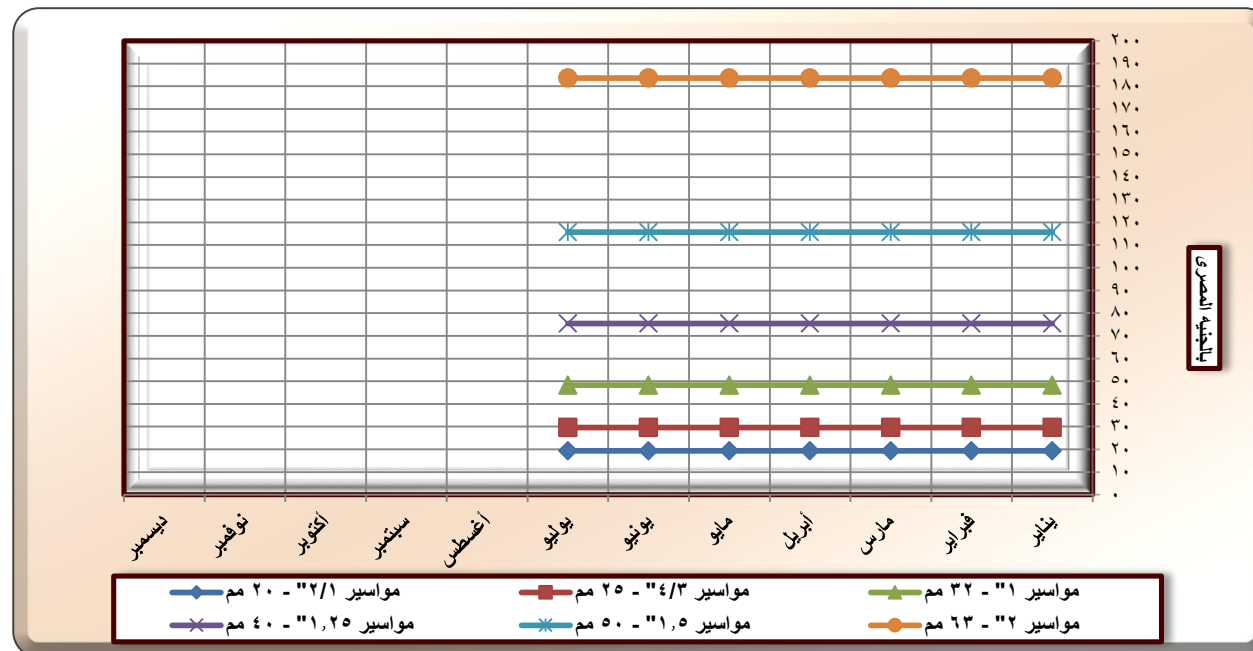 ٢٠٠
١٩٠
١٨٠
١٧٠
١٦٠
١٥٠
١٤٠
١٣٠
١٢٠
١١٠
١٠٠
٩٠
٨٠
٧٠
٦٠
٥٠
٤٠
٣٠
٢٠
١٠
٠
بالجنيه المصرى
يناير
فبراير
مارس
أبريل
مايو
يونيو
يوليو
أغسطس
سبتمبر
أكتوبر
نوفمبر
ديسمبر
مواسير ١" - ٣٢ مم
مواسير ٤/٣" - ٢٥ مم
مواسير ٢/١" - ٢٠ مم
مواسير ٢" - ٦٣ مم
مواسير ١,٥" - ٥٠ مم
مواسير ١,٢٥" - ٤٠ مم